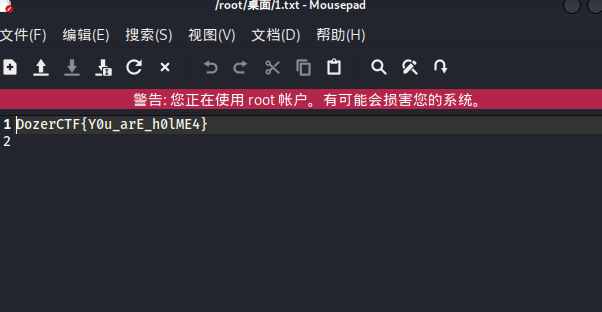 /root/桌面/1.txt - Mousepad
文件(F) 编辑(E) 搜索(S) 视图(V) 文档(D) 帮助(H)
警告: 您正在使用 root 帐户。有可能会损害您的系统。
1 DozerCTF{Y0u_arE_h0lME4}
2